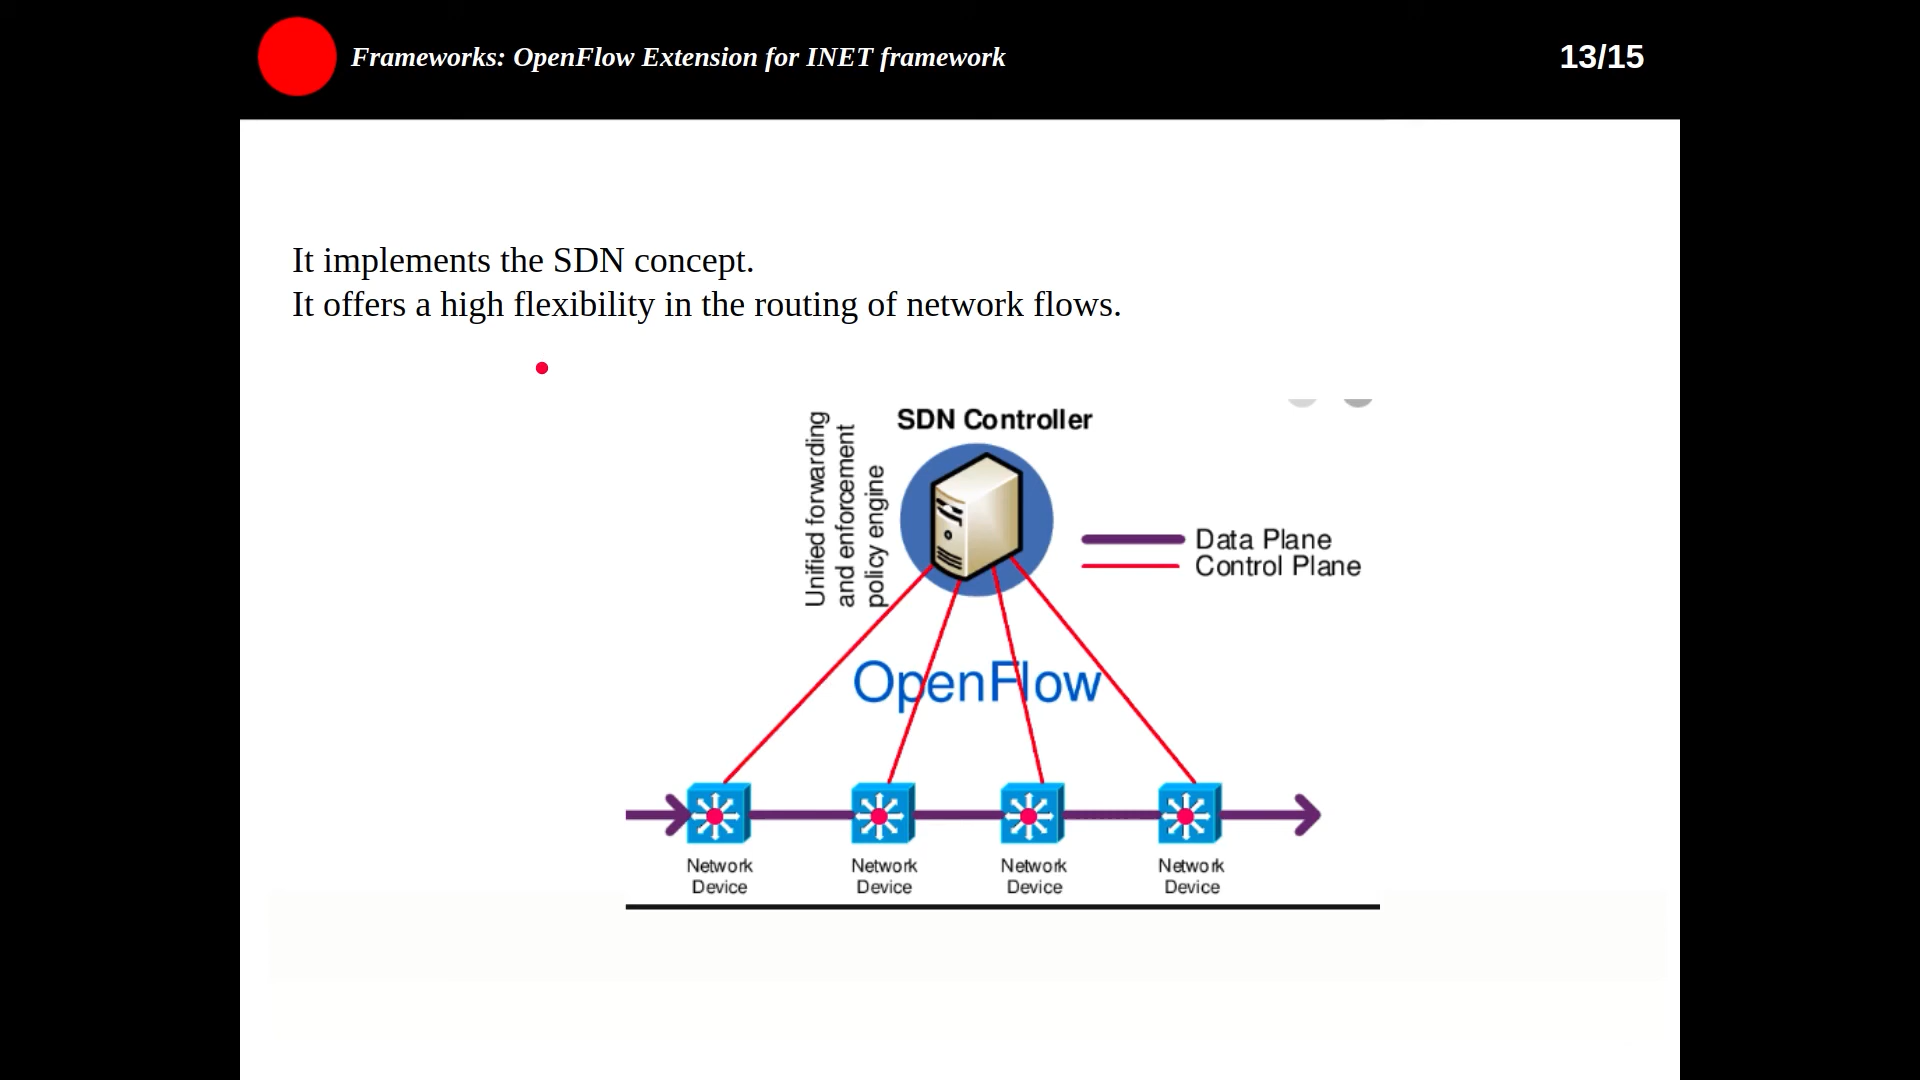 Frameworks: OpenFlow Extension for INET framework
13/15
It implements the SDN concept.
It offers a high flexibility in the routing of network flows.
SDN Controller
Unified forwarding
and enforcement
policy engine
Data Plane
Control Plane
OpenFlow
Network
Device
Network
Device
Network
Device
Network
Device